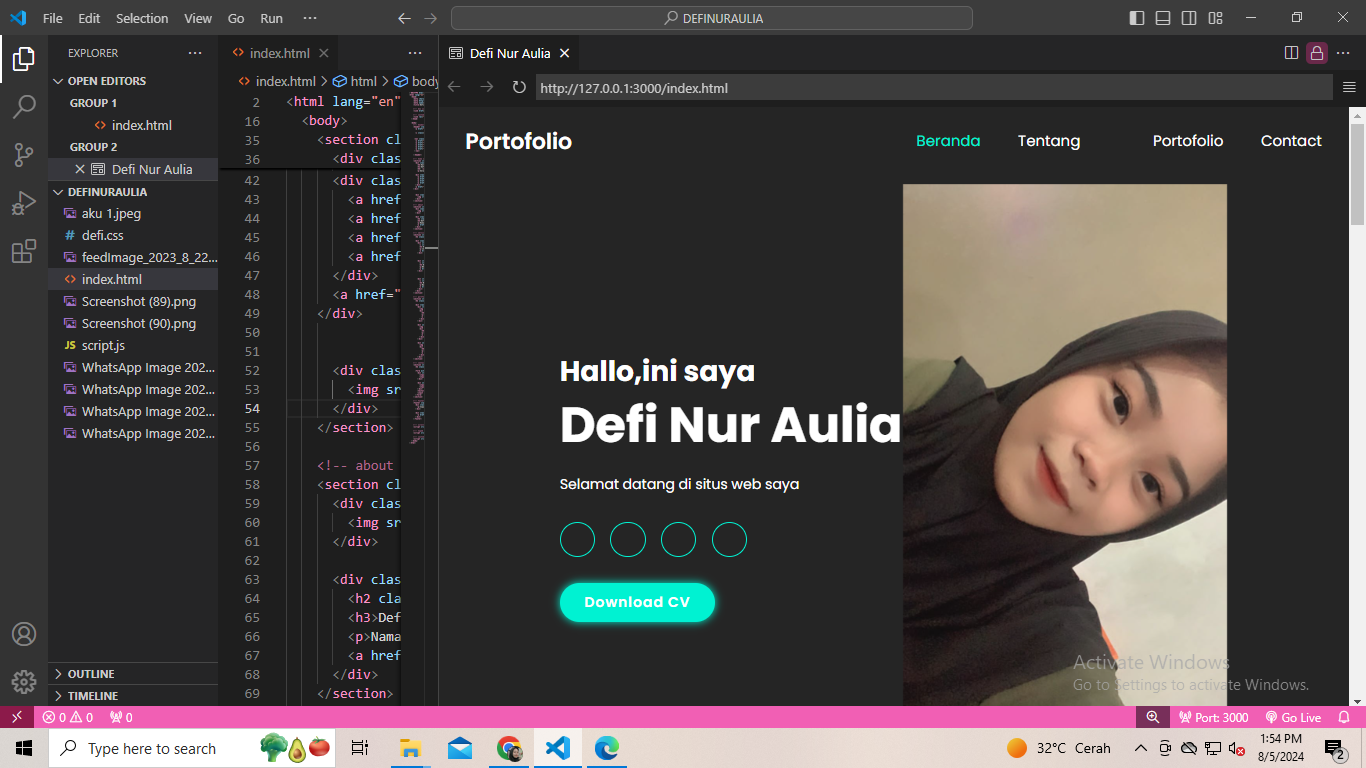 File Edit Selection View Go Run ··· DEFINURAULIA
EXPLORER ···
OPEN EDITORS
GROUP 1
index.html
GROUP 2
Defi Nur Aulia
DEFINURAULIA
aku 1.jpeg
# defi.css
feedImage_2023_8_22...
<> index.html
Screenshot (89).png
Screenshot (90).png
JS script.js
WhatsApp Image 202...
WhatsApp Image 202...
WhatsApp Image 202...
WhatsApp Image 202...
OUTLINE
TIMELINE
<> index.html ···
<> index.html > html > body
2 <html lang="en"
16 <body>
35 <section cl
36 <div clas
42 <div clas
43 <a href
44 <a href
45 <a href
46 <a href
47 </div>
48 <a href="
49 </div>
50
51
52 <div clas
53 <img sr
54 </div>
55 </section>
56
57 <!-- about
58 <section cl
59 <div clas
60 <img sr
61 </div>
62
63 <div clas
64 <h2 cla
65 <h3>Def
66 <p>Nama
67 <a href
68 </div>
69 </section>
Defi Nur Aulia ···
http://127.0.0.1:3000/index.html
Portofolio Beranda Tentang Portofolio Contact
Hallo,ini saya
Defi Nur Aulia
Selamat datang di situs web saya
Download CV
Activate Windows
Go to Settings to activate Windows.
0 0 0 Port: 3000 Go Live
Type here to search 32°C Cerah 1:54 PM
8/5/2024
2